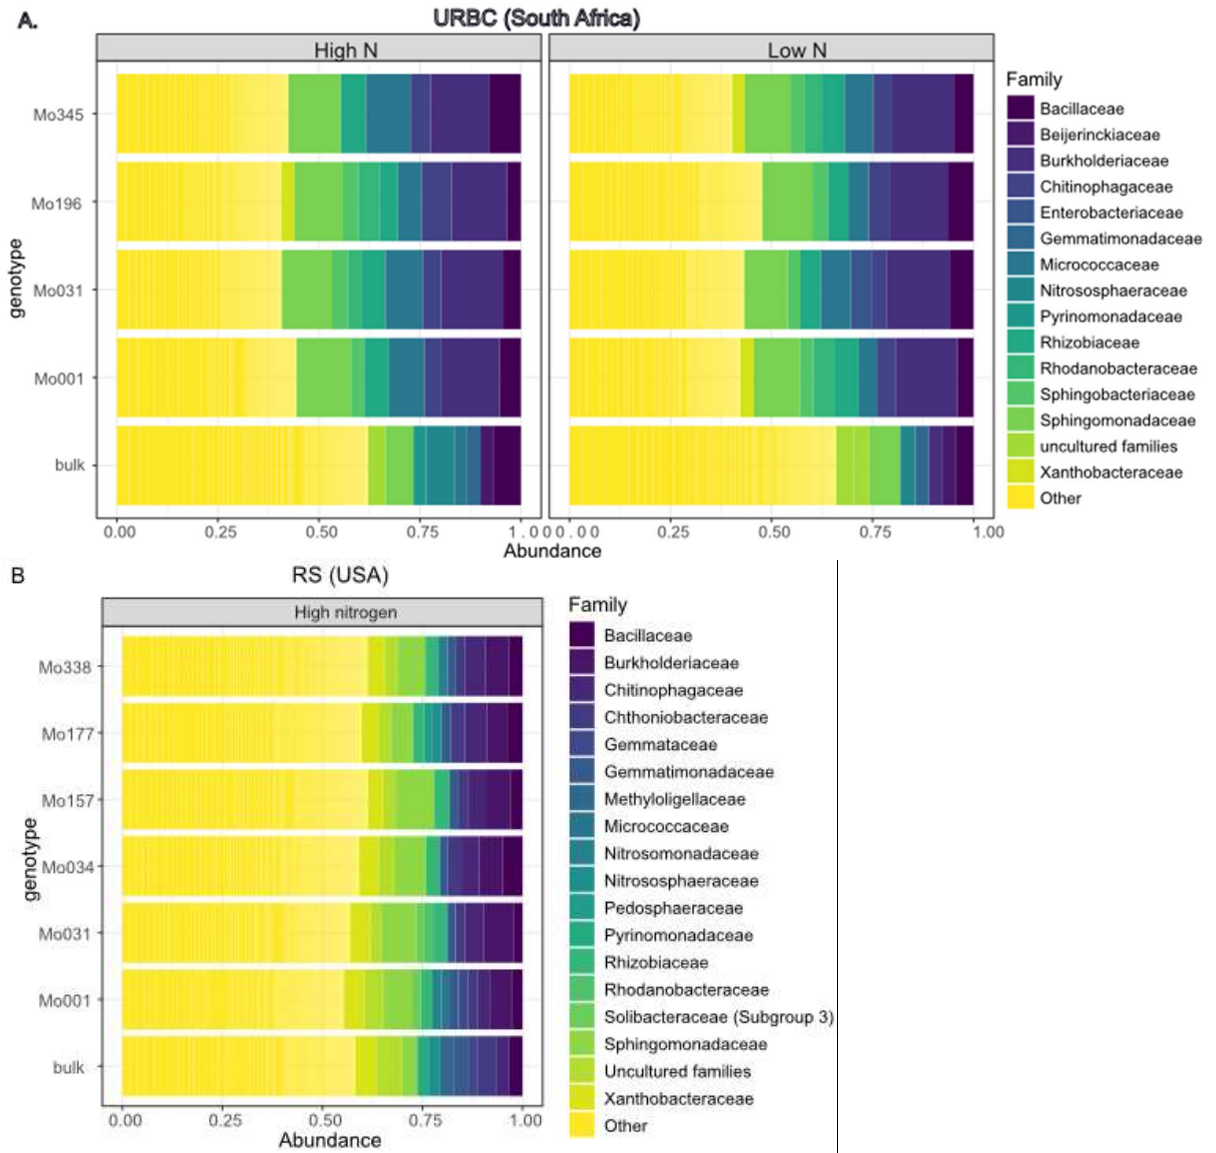 A.
URBC (South Africa)
High N
Low N
genotype
Mo345
Mo196
Mo031
Mo001
bulk
0.00 0.25 0.50 0.75 1.00
0.00 0.25 0.50 0.75 1.00
Abundance
Family
Bacillaceae
Beijerinckiaceae
Burkholderiaceae
Chitinophagaceae
Enterobacteriaceae
Gemmatimonadaceae
Micrococcaceae
Nitrososphaeraceae
Pyrinomonadaceae
Rhizobiaceae
Rhodanobacteraceae
Sphingobacteriaceae
Sphingomonadaceae
uncultured families
Xanthobacteraceae
Other
B
RS (USA)
High nitrogen
genotype
Mo338
Mo177
Mo157
Mo034
Mo031
Mo001
bulk
0.00 0.25 0.50 0.75 1.00
Abundance
Family
Bacillaceae
Burkholderiaceae
Chitinophagaceae
Chthoniobacteraceae
Gemmataceae
Gemmatimonadaceae
Methyloligellaceae
Micrococcaceae
Nitrosomonadaceae
Nitrososphaeraceae
Pedosphaeraceae
Pyrinomonadaceae
Rhizobiaceae
Rhodanobacteraceae
Solibacteraceae (Subgroup 3)
Sphingomonadaceae
Uncultured families
Xanthobacteraceae
Other